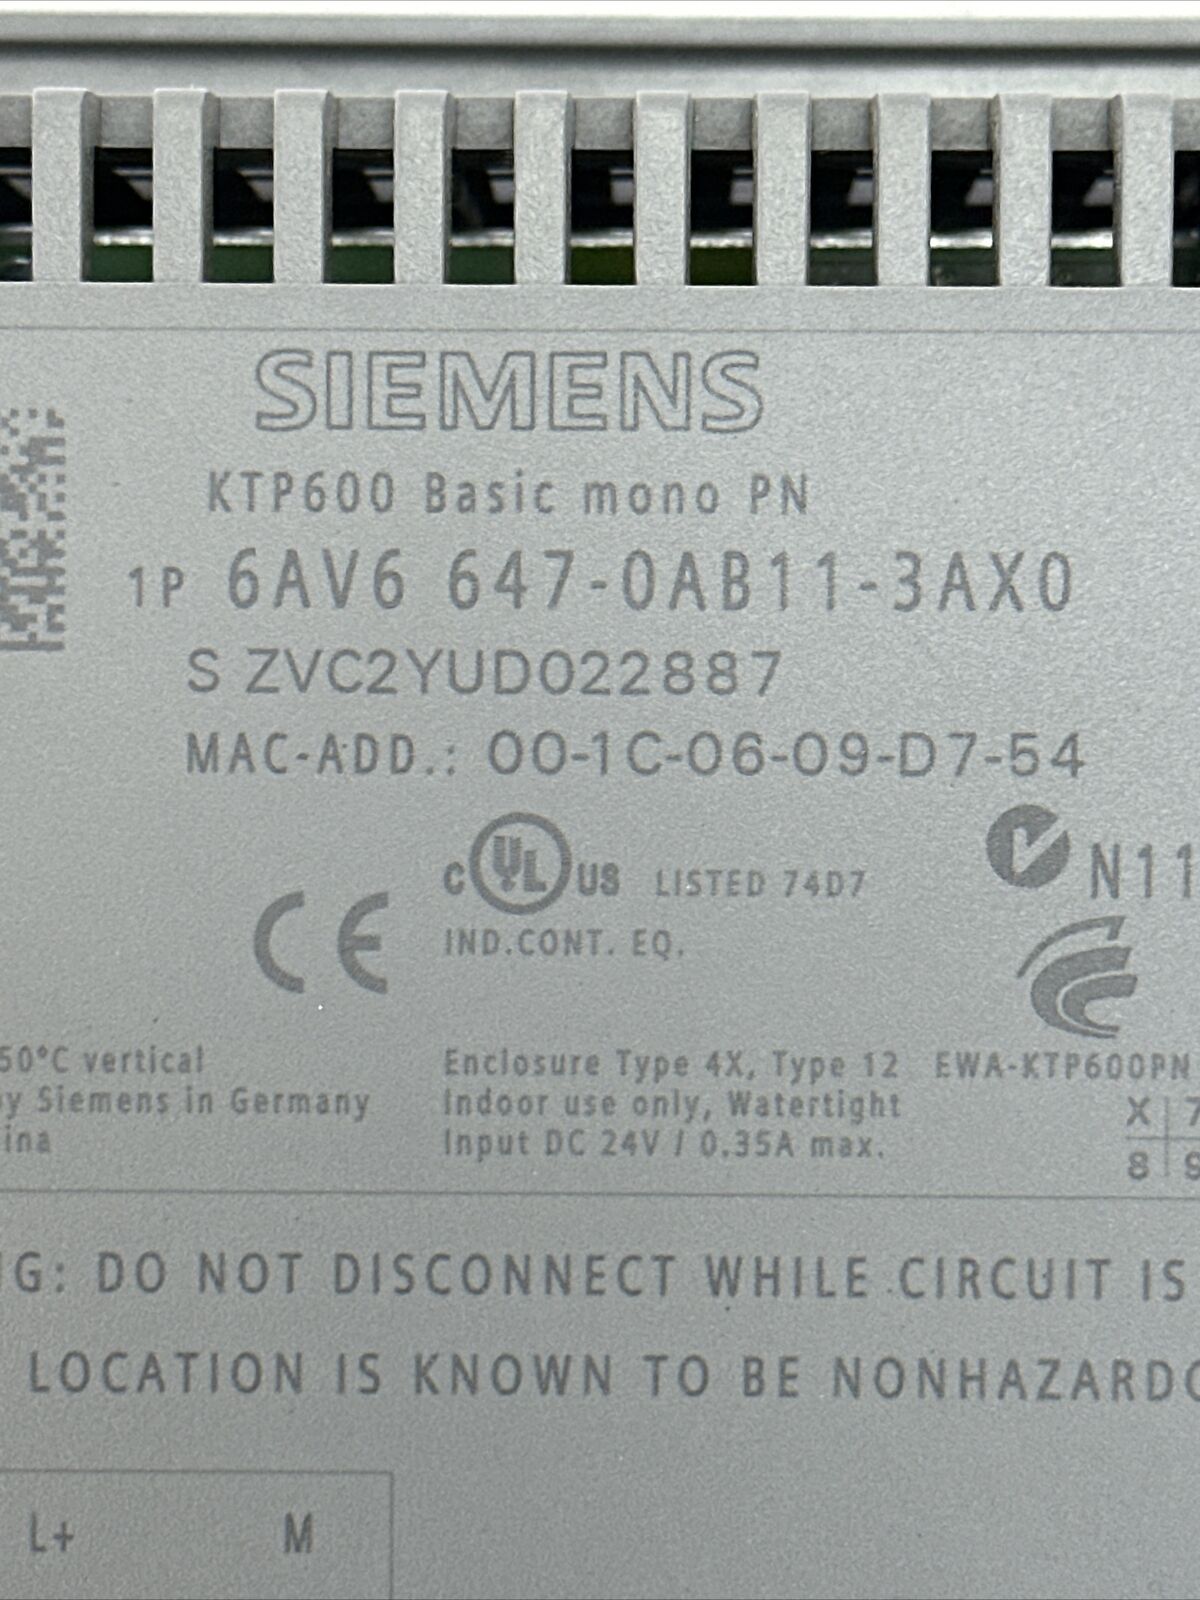 SIEMENS
KTP600 Basic mono PN
1P 6AV6 647-0AB11-3AX0
S ZVC2YUD022887
MAC-ADD.: 00-1C-06-09-D7-54
C UL US LISTED 74D7
N11
CE IND.CONT. EQ.
50°C vertical
by Siemens in Germany
ina
Enclosure Type 4X, Type 12
Indoor use only, Watertight
Input DC 24V / 0.35A max.
EWA-KTP600PN
X 7
8 9
G: DO NOT DISCONNECT WHILE CIRCUIT IS
LOCATION IS KNOWN TO BE NONHAZARDO
L+ M